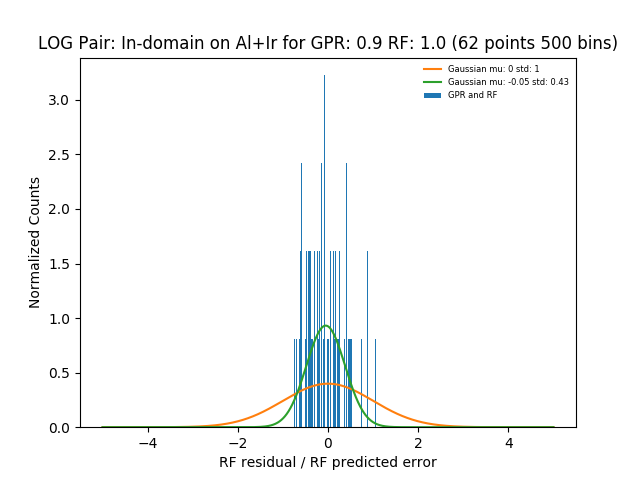 LOG Pair: In-domain on Al+Ir for GPR: 0.9 RF: 1.0 (62 points 500 bins)
Gaussian mu: 0 std: 1
Gaussian mu: -0.05 std: 0.43
GPR and RF
Normalized Counts
3.0
2.5
2.0
1.5
1.0
0.5
0.0
−4 −2 0 2 4
RF residual / RF predicted error